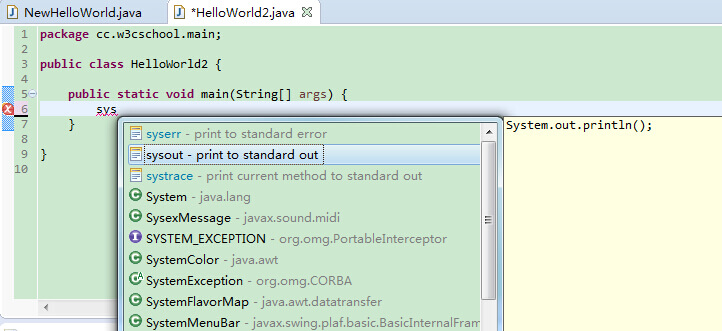 NewHelloWorld.java
*HelloWorld2.java
1 package cc.w3cschool.main;
2
3 public class HelloWorld2 {
4
5 public static void main(String[] args) {
6 sys
7 }
8
9 }
10
syserr - print to standard error
sysout - print to standard out
systrace - print current method to standard out
System - java.lang
SysexMessage - javax.sound.midi
SYSTEM_EXCEPTION - org.omg.PortableInterceptor
SystemColor - java.awt
SystemException - org.omg.CORBA
SystemFlavorMap - java.awt.datatransfer
SystemMenuBar - javax.swing.plaf.basic.BasicInternalFram
System.out.println();